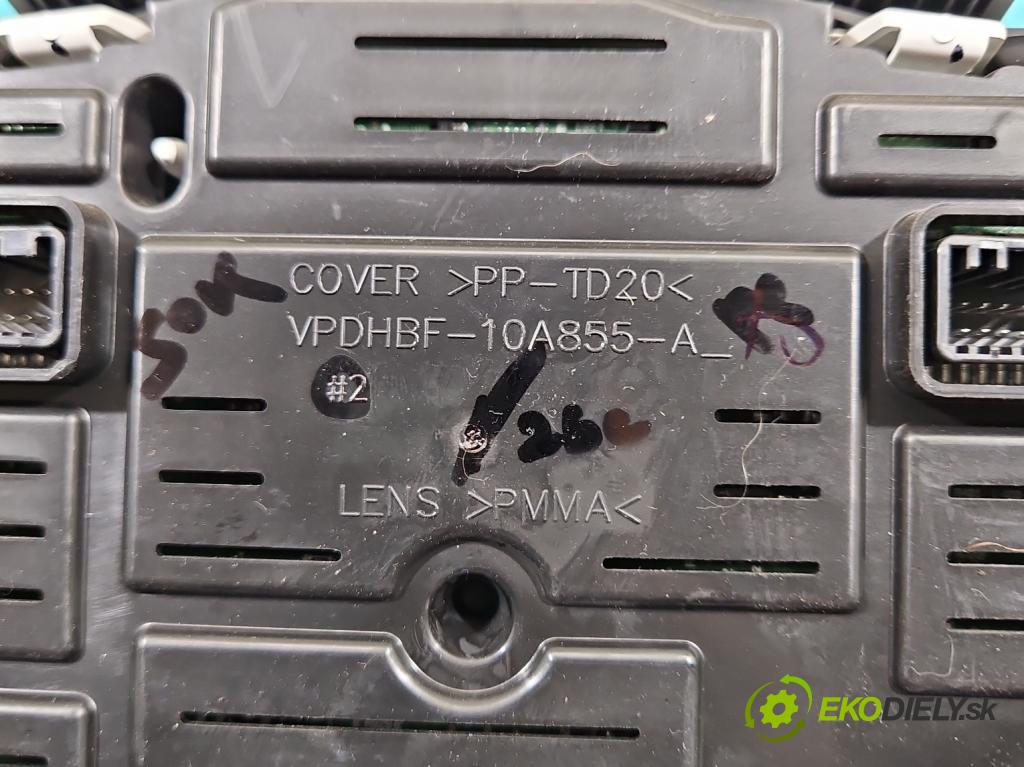 COVER >PP-TD20<
VPDHBF-10A855-A_
#2
LENS >PMMA<
EKODIELY.sk